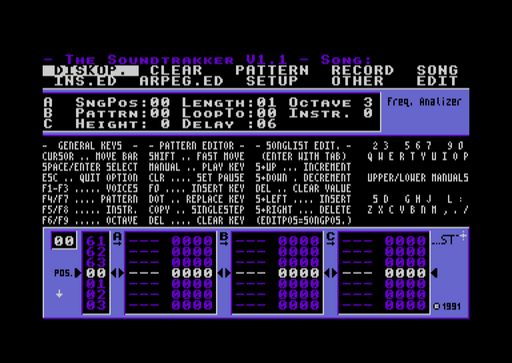 - The Soundtrakker V1.1 - Song:
DISKOP. CLEAR PATTERN RECORD SONG
INS.ED ARPEG.ED SETUP OTHER EDIT
A SngPos:00 Length:01 Octave 3 Freq. Analizer
B Pattrn:00 LoopTo:00 Instr. 0
C Height: 0 Delay :06
- GENERAL KEYS - - PATTERN EDITOR - - SONGLIST EDIT. - 2 3 5 6 7 9 0
CURSOR .. MOVE BAR SHIFT .. FAST MOVE (ENTER WITH TAB) Q W E R T Y U I O P
SPACE/ENTER SELECT MANUAL .. PLAY KEY S+UP ... INCREMENT
ESC .. QUIT OPTION CLR .... SET PAUSE S+DOWN . DECREMENT UPPER/LOWER MANUALS
F1-F3 ..... VOICES F0 .... INSERT KEY DEL .. CLEAR VALUE
F4/F7 .... PATTERN DOT .. REPLACE KEY S+LEFT .... INSERT S D G H J L :
F5/F8 ..... INSTR. COPY .. SINGLESTEP S+RIGHT ... DELETE Z X C V B N M , . /
F6/F9 ..... OCTAVE DEL .... CLEAR KEY (EDITPOS=SONGPOS.)
00 61 A --- 0000 B --- 0000 C --- 0000 ...ST
62 --- 0000 --- 0000 --- 0000
63 --- 0000 --- 0000 --- 0000
POS. 00 --- 0000 --- 0000 --- 0000
01 --- 0000 --- 0000 --- 0000
02 --- 0000 --- 0000 --- 0000
03 --- 0000 --- 0000 --- 0000 © 1991